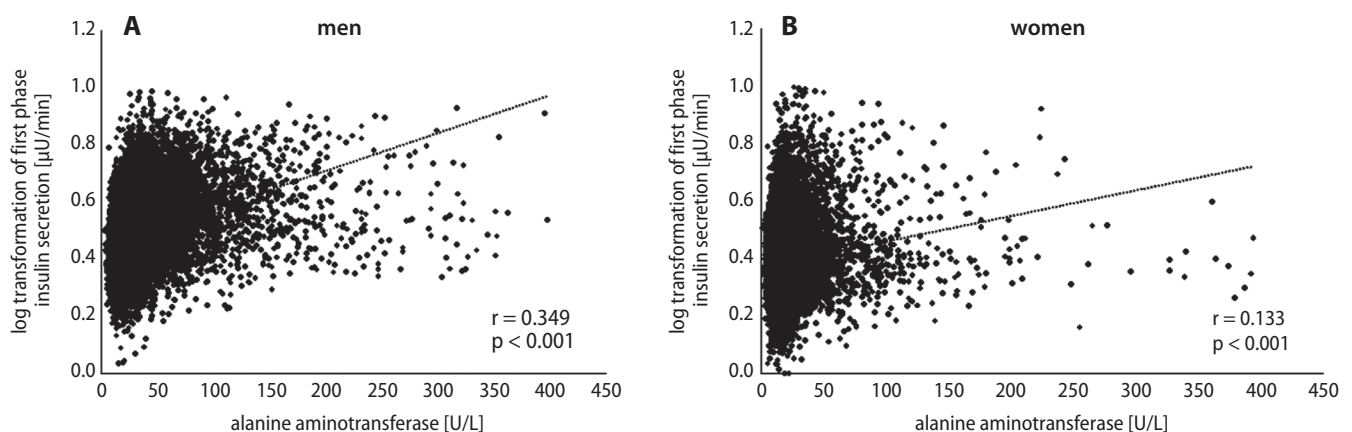 A men
log transformation of first phase
insulin secretion [µU/min]
1.2
1.0
0.8
0.6
0.4
0.2
0.0
r = 0.349
p < 0.001
0 50 100 150 200 250 300 350 400 450
alanine aminotransferase [U/L]
B women
log transformation of first phase
insulin secretion [µU/min]
1.2
1.0
0.8
0.6
0.4
0.2
0.0
r = 0.133
p < 0.001
0 50 100 150 200 250 300 350 400 450
alanine aminotransferase [U/L]